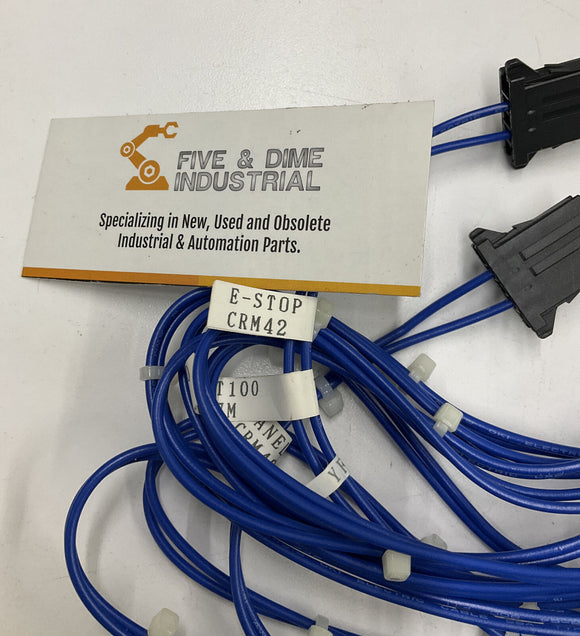 FIVE & DIME
INDUSTRIAL
Specializing in New, Used and Obsolete
Industrial & Automation Parts.
E-STOP
CRM42
T100